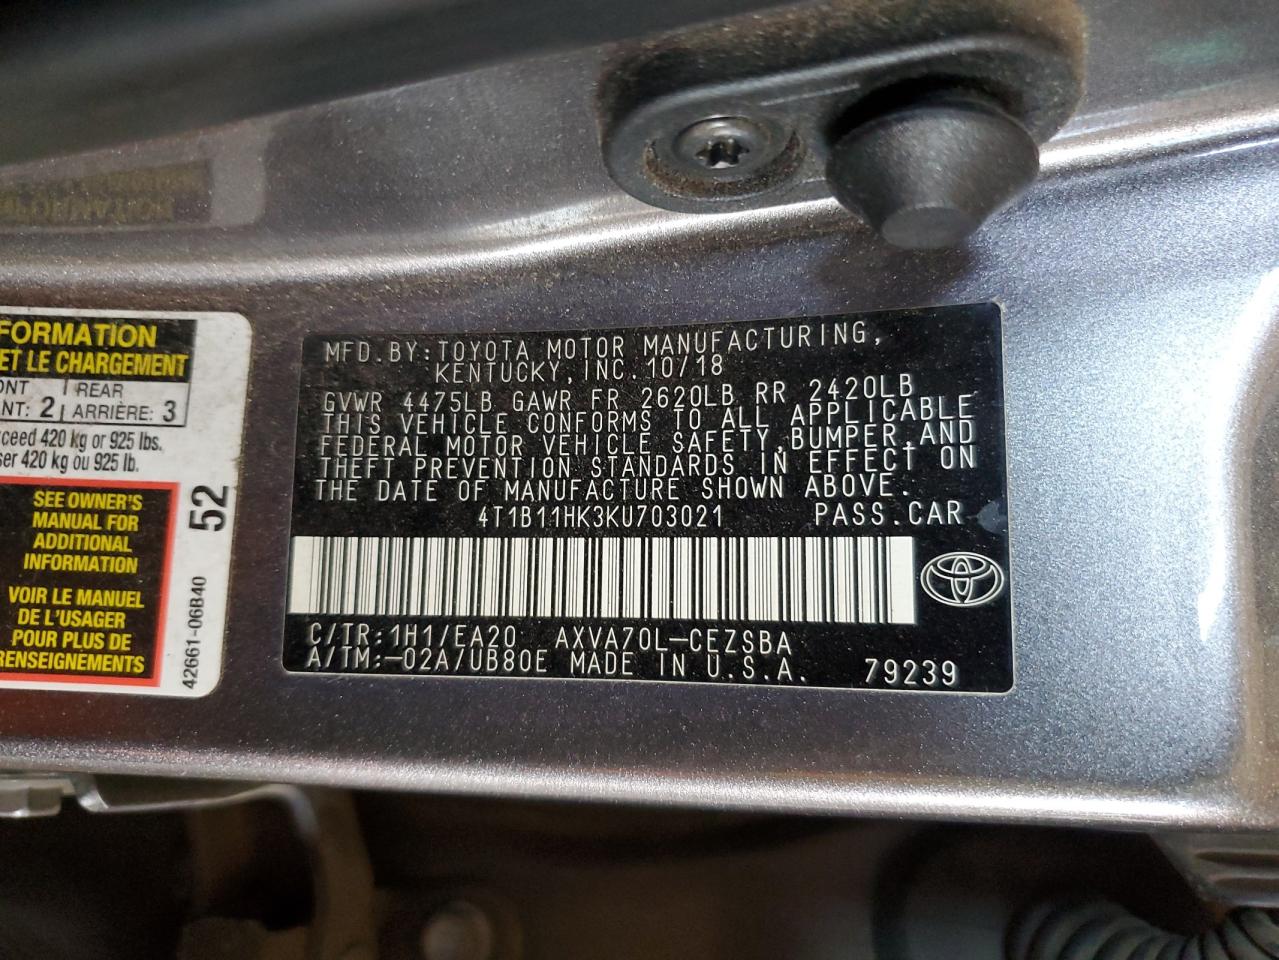 FORMATION
ET LE CHARGEMENT
ONT 2 REAR
NT: 2 ARRIÈRE: 3
xceed 420 kg or 925 lbs.
ser 420 kg ou 925 lb.
SEE OWNER'S
MANUAL FOR
ADDITIONAL
INFORMATION
VOIR LE MANUEL
DE L'USAGER
POUR PLUS DE
RENSEIGNEMENTS
52
42661-06B40
MFD.BY:TOYOTA MOTOR MANUFACTURING,
KENTUCKY,INC.10/18
GVWR 4475LB GAWR FR 2620LB RR 2420LB
THIS VEHICLE CONFORMS TO ALL APPLICABLE
FEDERAL MOTOR VEHICLE SAFETY,BUMPER,AND
THEFT PREVENTION STANDARDS IN EFFECT ON
THE DATE OF MANUFACTURE SHOWN ABOVE.
4T1B11HK3KU703021 PASS.CAR
C/TR:1H1/EA20 AXVA70L-CEZSBA
A/TM:-02A/UB80E MADE IN U.S.A. 79239